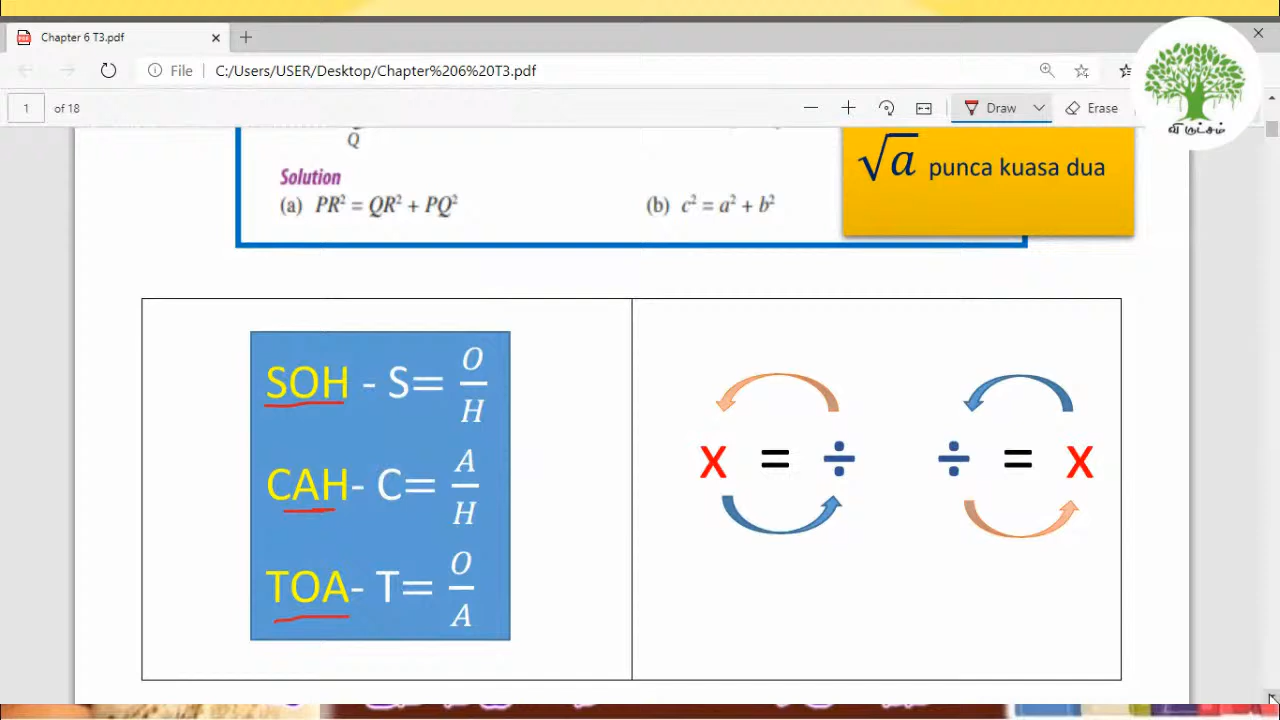 Chapter 6 T3.pdf
File C:/Users/USER/Desktop/Chapter%206%20T3.pdf
1 of 18
Draw
Erase
விருட்சம்
Q
√a punca kuasa dua
Solution
(a) PR² = QR² + PQ²
(b) c² = a² + b²
SOH - S= O/H
CAH- C= A/H
TOA- T= O/A
x = ÷
÷ = x